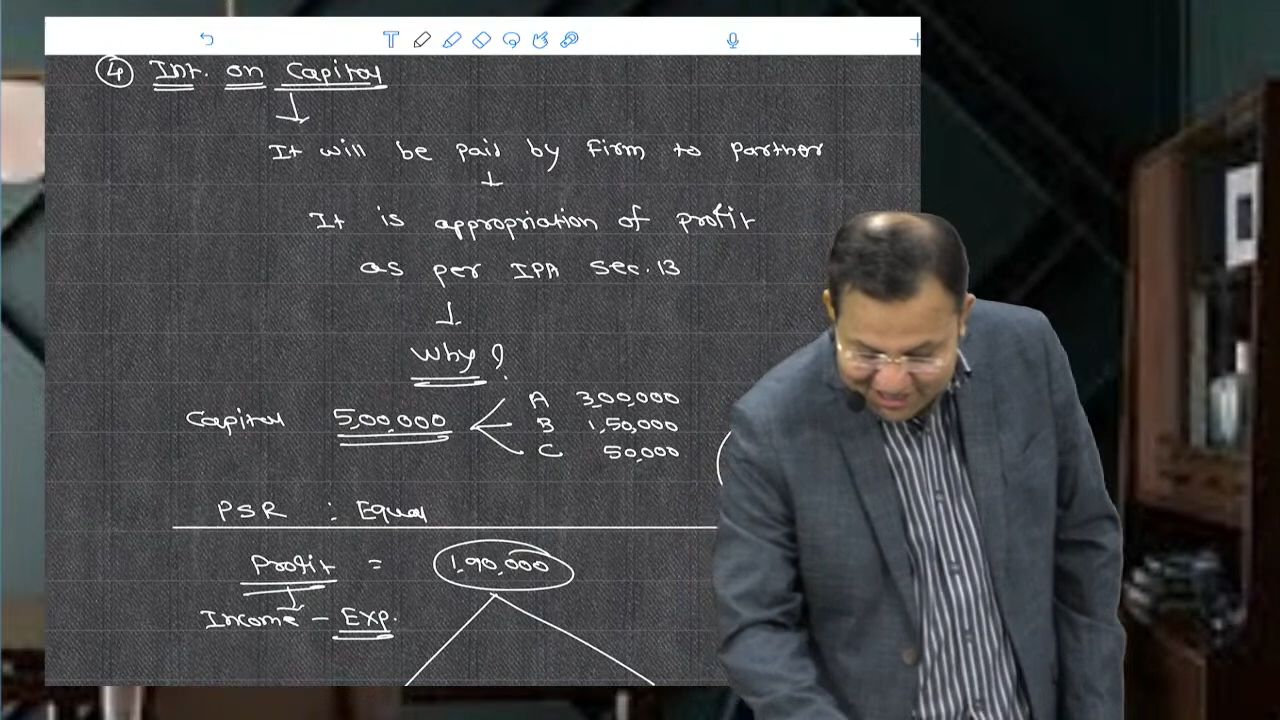 ④ Int. on Capital
It will be paid by Firm to Partner
It is appropriation of profit
as per IPA Sec. 13
Why?
A 3,00,000
Capital 5,00,000 B 1,50,000
C 50,000
PSR : Equal
Profit = 1,90,000
Income - Exp.